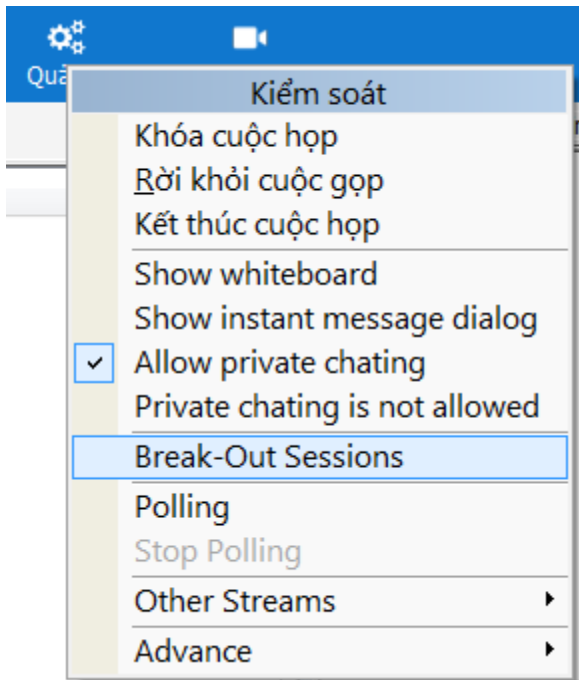 Kiểm soát
Khóa cuộc họp
Rời khỏi cuộc gọp
Kết thúc cuộc họp
Show whiteboard
Show instant message dialog
Allow private chating
Private chating is not allowed
Break-Out Sessions
Polling
Stop Polling
Other Streams
Advance